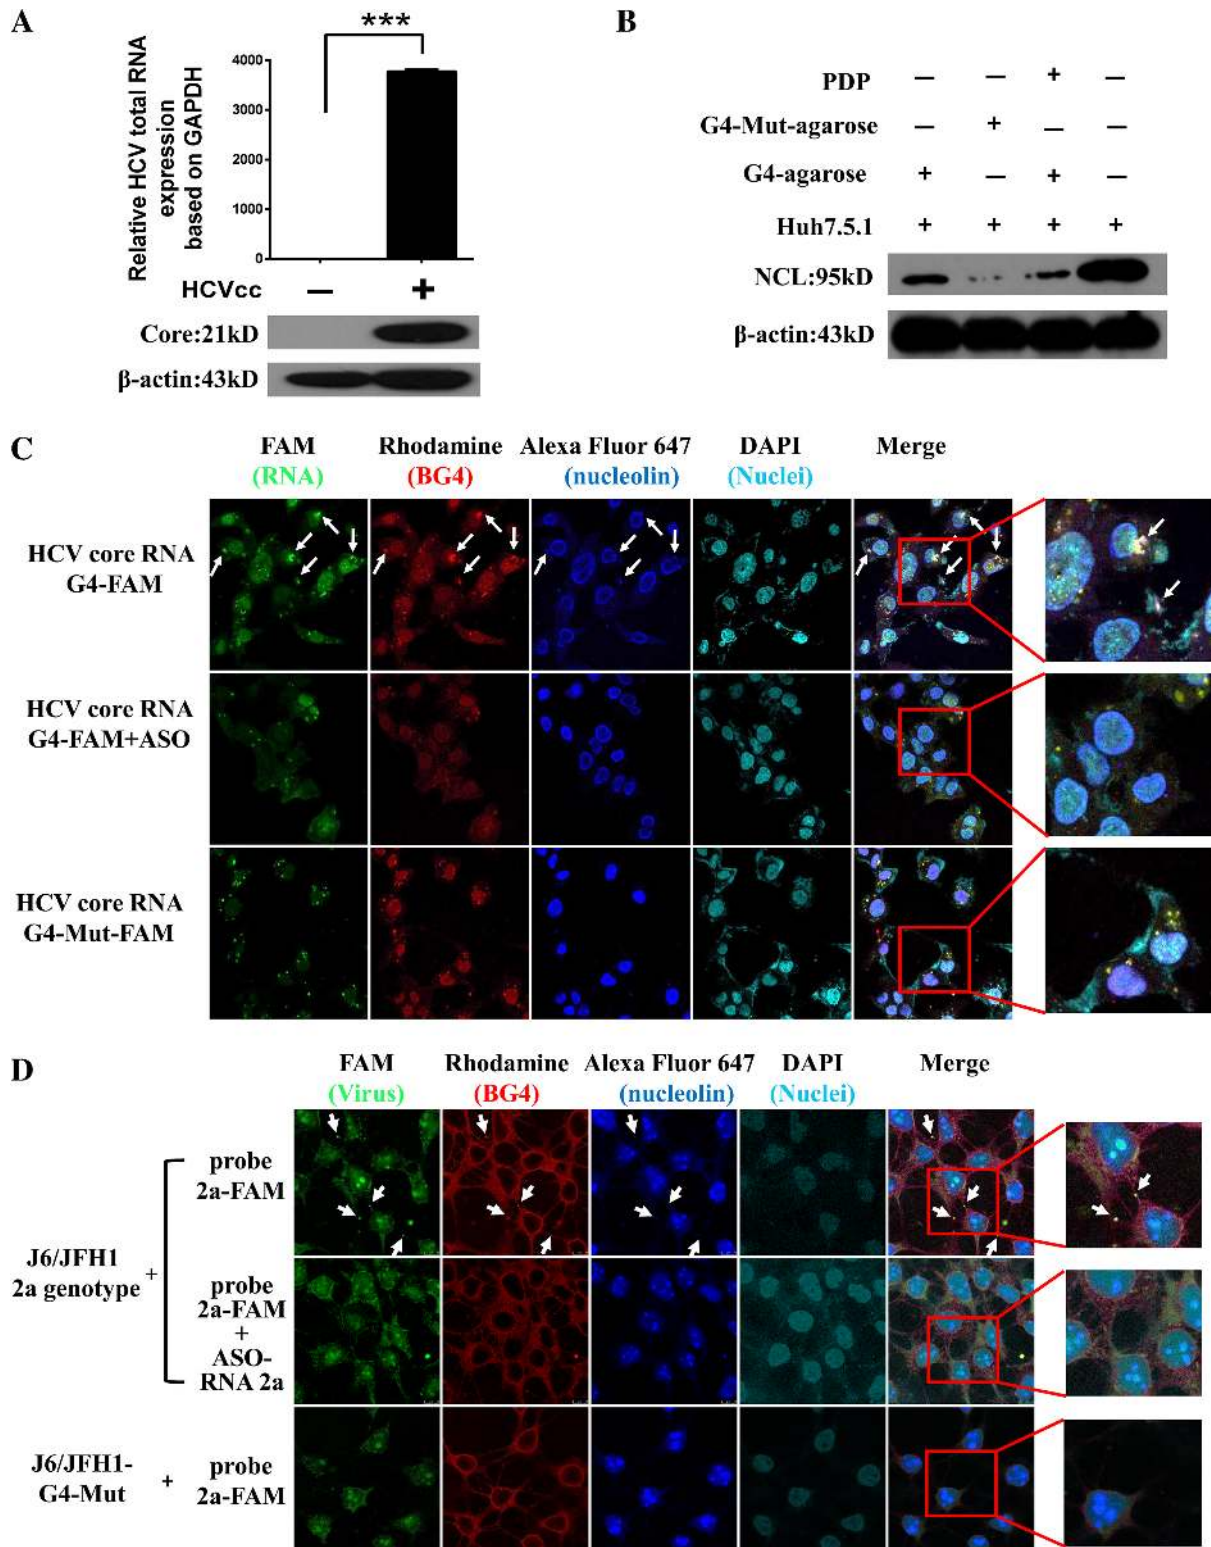 A
***
Relative HCV total RNA
expression
based on GAPDH
4000
3000
2000
1000
0
HCVcc — +
Core:21kD
β-actin:43kD
B
PDP — — + —
G4-Mut-agarose — + — —
G4-agarose + — + —
Huh7.5.1 + + + +
NCL:95kD
β-actin:43kD
C
FAM Rhodamine Alexa Fluor 647 DAPI Merge
(RNA) (BG4) (nucleolin) (Nuclei)
HCV core RNA
G4-FAM
HCV core RNA
G4-FAM+ASO
HCV core RNA
G4-Mut-FAM
D
FAM Rhodamine Alexa Fluor 647 DAPI Merge
(Virus) (BG4) (nucleolin) (Nuclei)
J6/JFH1
2a genotype +
probe
2a-FAM
probe
2a-FAM
+
ASO-
RNA 2a
J6/JFH1-
G4-Mut
+
probe
2a-FAM